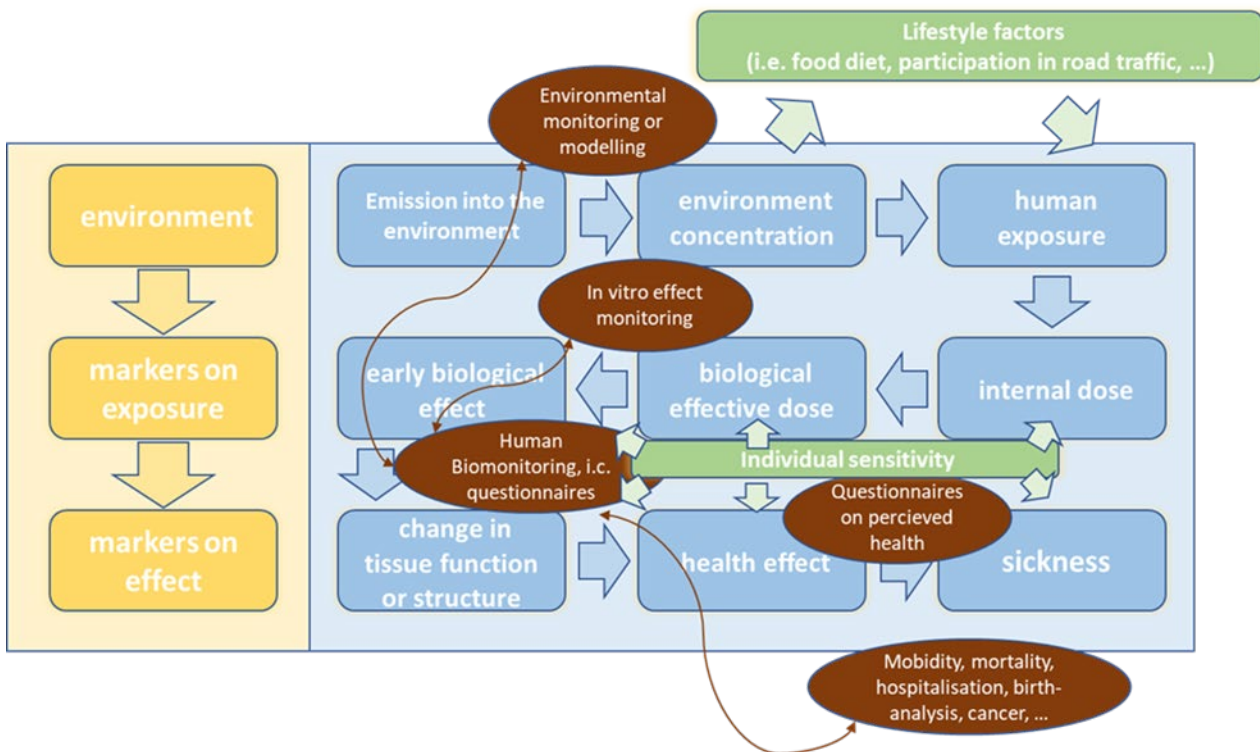 Lifestyle factors
(i.e. food diet, participation in road traffic, ...)
Environmental
monitoring or
modelling
environment
Emission into the
environment
environment
concentration
human
exposure
In vitro effect
monitoring
markers on
exposure
early biological
effect
biological
effective dose
internal dose
Human
Biomonitoring, i.c.
questionnaires
Individual sensitivity
Questionnaires
on percieved
health
markers on
effect
change in
tissue function
or structure
health effect
sickness
Mobidity, mortality,
hospitalisation, birth-
analysis, cancer, ...